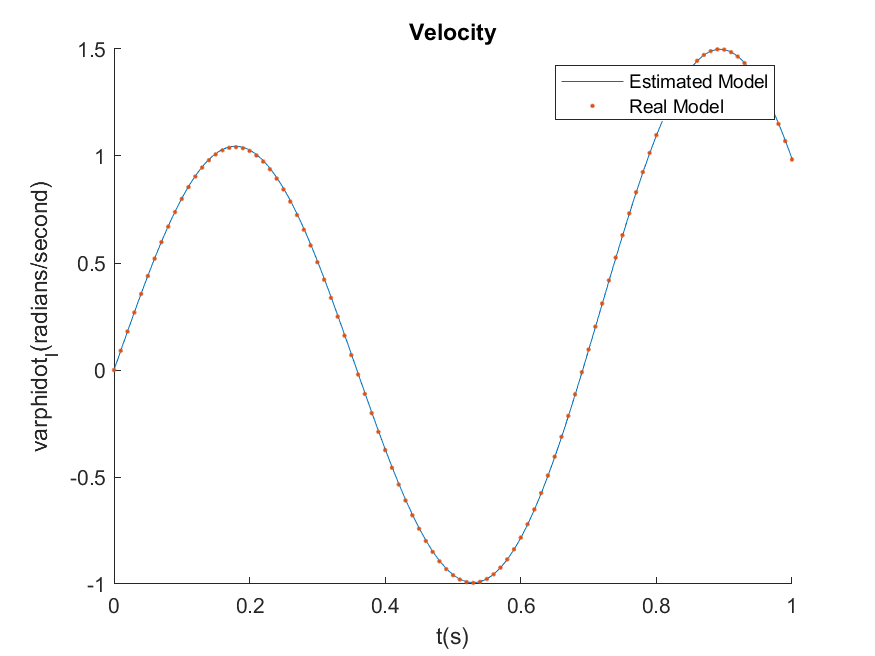 Velocity
Estimated Model
Real Model
1.5
1
0.5
0
-0.5
-1
varphidot_l(radians/second)
0 0.2 0.4 0.6 0.8 1
t(s)